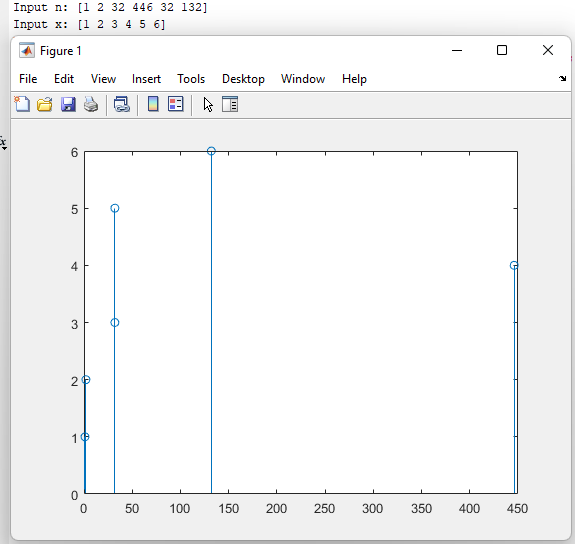 Input n: [1 2 32 446 32 132]
Input x: [1 2 3 4 5 6]
Figure 1
File Edit View Insert Tools Desktop Window Help
6
5
4
3
2
1
0
0 50 100 150 200 250 300 350 400 450